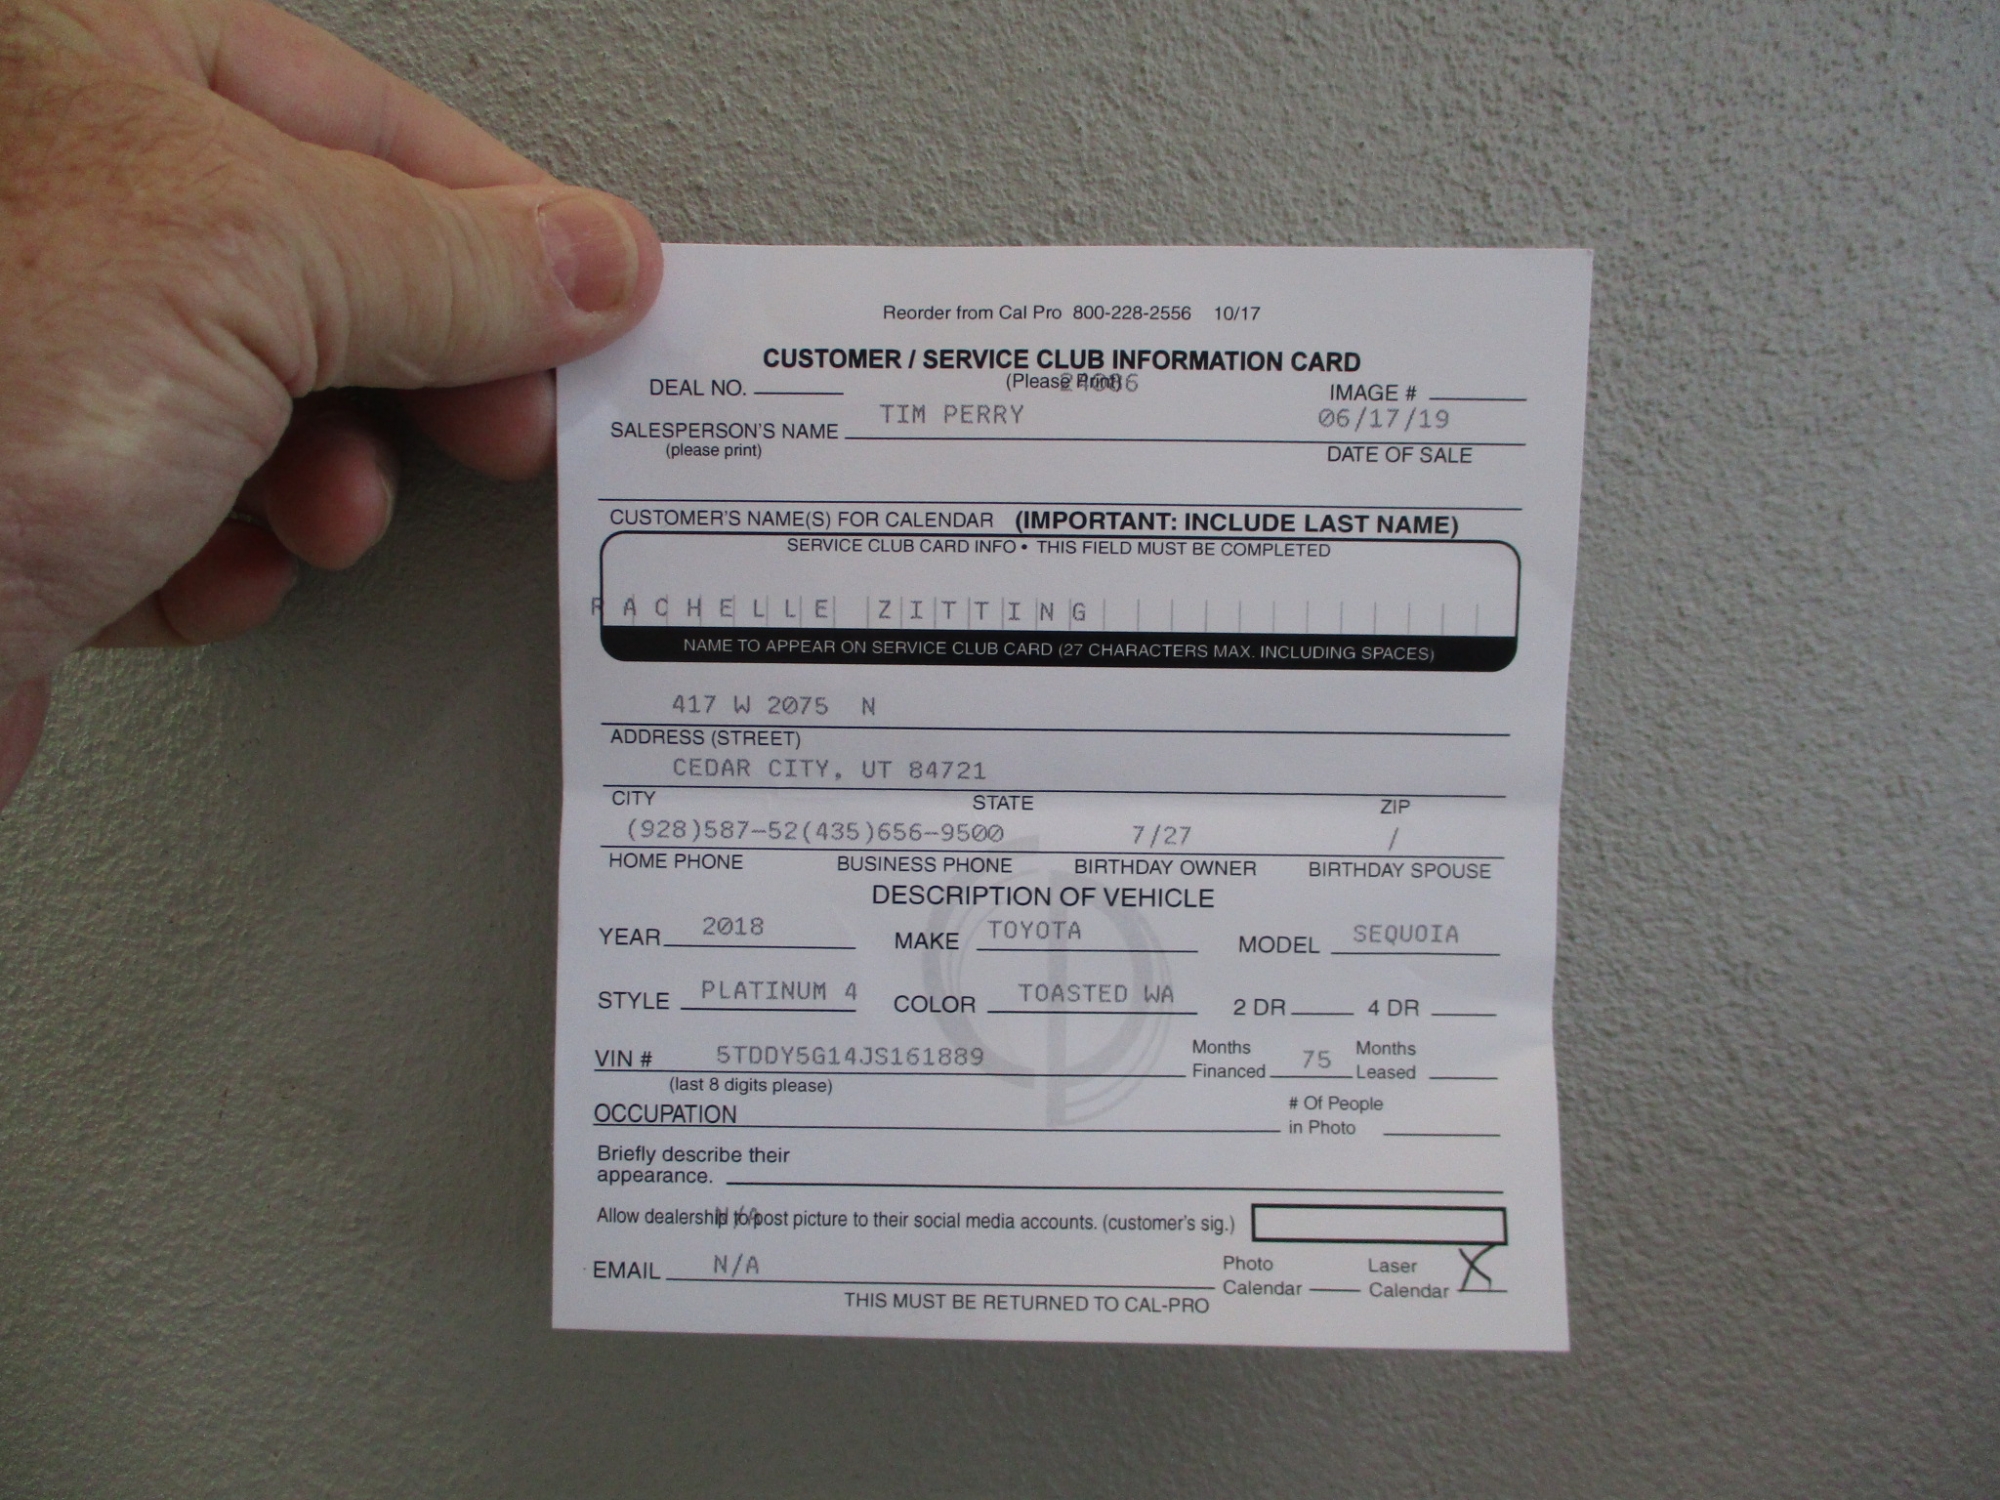 Reorder from Cal Pro 800-228-2556 10/17
CUSTOMER / SERVICE CLUB INFORMATION CARD
(Please Print)
DEAL NO. IMAGE #
TIM PERRY 06/17/19
SALESPERSON'S NAME
(please print) DATE OF SALE
CUSTOMER'S NAME(S) FOR CALENDAR (IMPORTANT: INCLUDE LAST NAME)
SERVICE CLUB CARD INFO • THIS FIELD MUST BE COMPLETED
RACHELLE ZITTING
NAME TO APPEAR ON SERVICE CLUB CARD (27 CHARACTERS MAX. INCLUDING SPACES)
417 W 2075 N
ADDRESS (STREET)
CEDAR CITY, UT 84721
CITY STATE ZIP
(928)587-52(435)656-9500 7/27 /
HOME PHONE BUSINESS PHONE BIRTHDAY OWNER BIRTHDAY SPOUSE
DESCRIPTION OF VEHICLE
YEAR 2018 MAKE TOYOTA MODEL SEQUOIA
STYLE PLATINUM 4 COLOR TOASTED WA 2 DR 4 DR
VIN # 5TDDY5G14JS161889 Months Financed 75 Months Leased
(last 8 digits please)
OCCUPATION # Of People in Photo
Briefly describe their
appearance.
Allow dealership to post picture to their social media accounts. (customer's sig.)
N/A
EMAIL N/A Photo Calendar Laser Calendar X
THIS MUST BE RETURNED TO CAL-PRO